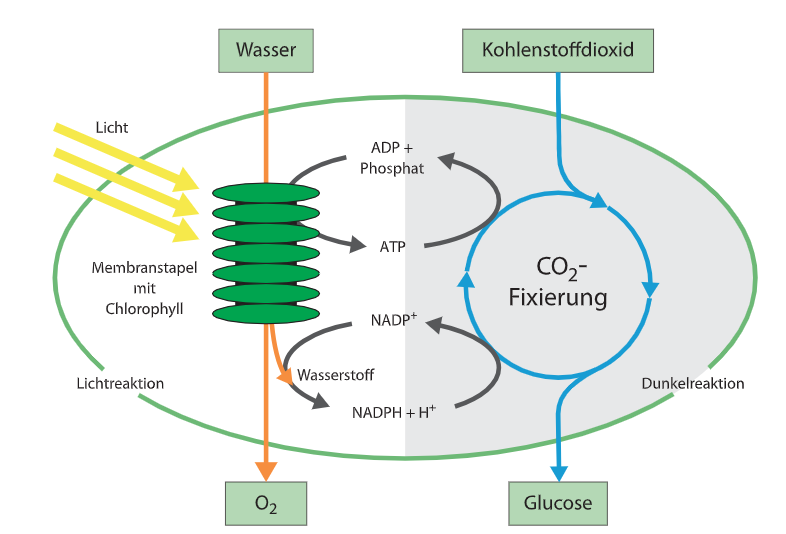 Wasser
Kohlenstoffdioxid
Licht
ADP +
Phosphat
ATP
Membranstapel
mit
Chlorophyll
CO₂-
Fixierung
NADP⁺
Wasserstoff
Lichtreaktion
Dunkelreaktion
NADPH + H⁺
O₂
Glucose